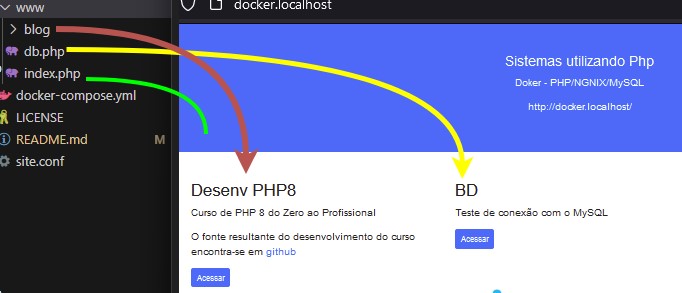 www
blog
db.php
index.php
docker-compose.yml
LICENSE
README.md M
site.conf
docker.localhost
Sistemas utilizando Php
Doker - PHP/NGNIX/MySQL
http://docker.localhost/
Desenv PHP8
Curso de PHP 8 do Zero ao Profissional
O fonte resultante do desenvolvimento do curso
encontra-se em github
Acessar
BD
Teste de conexão com o MySQL
Acessar